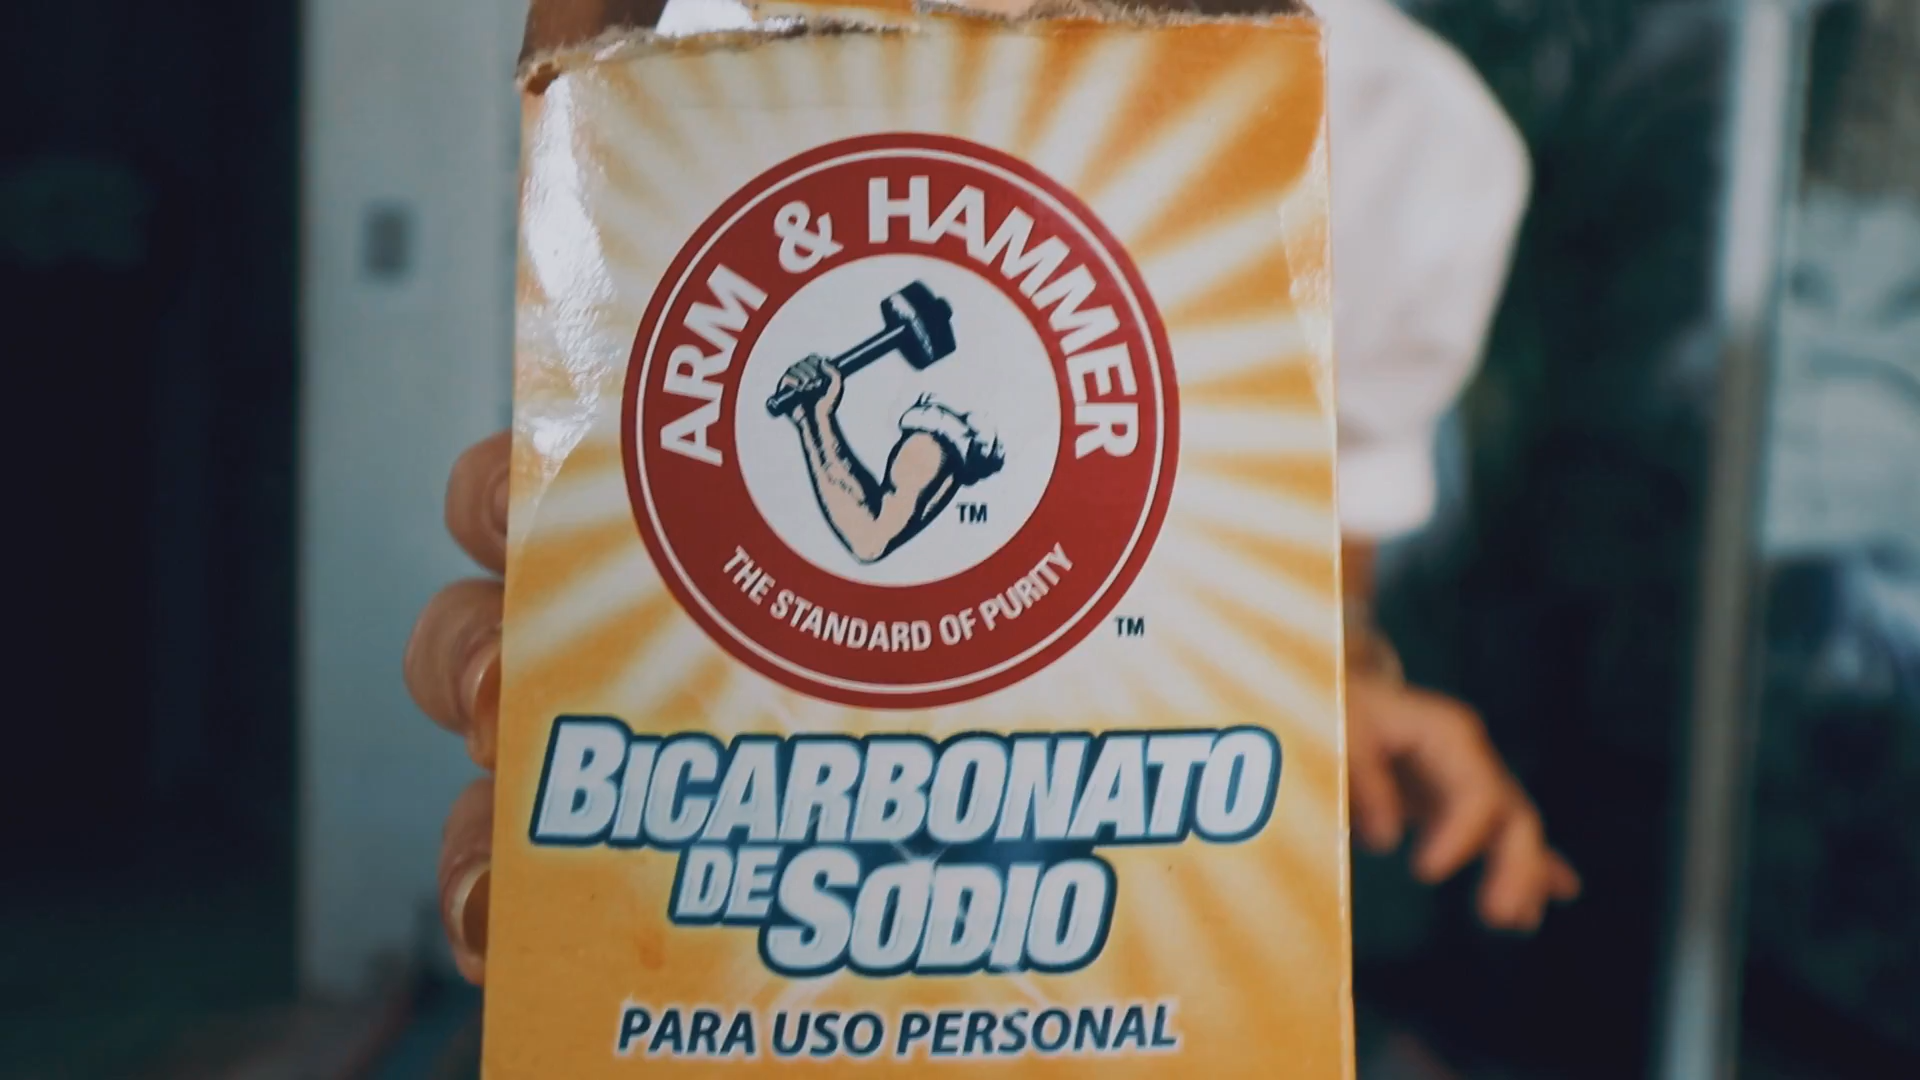 ARM & HAMMER
TM
THE STANDARD OF PURITY
TM
BICARBONATO
DE SODIO
PARA USO PERSONAL